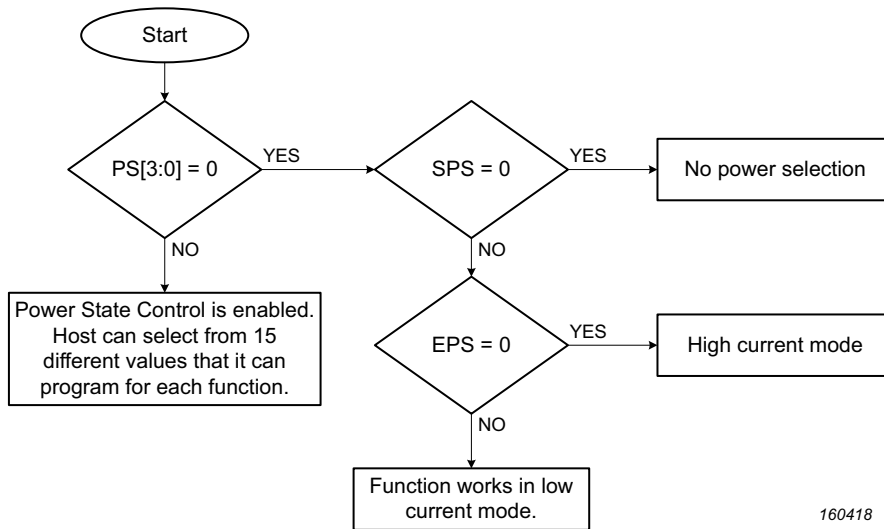 Start
PS[3:0] = 0
YES
SPS = 0
YES
No power selection
NO
NO
Power State Control is enabled.
Host can select from 15
different values that it can
program for each function.
EPS = 0
YES
High current mode
NO
Function works in low
current mode.
160418